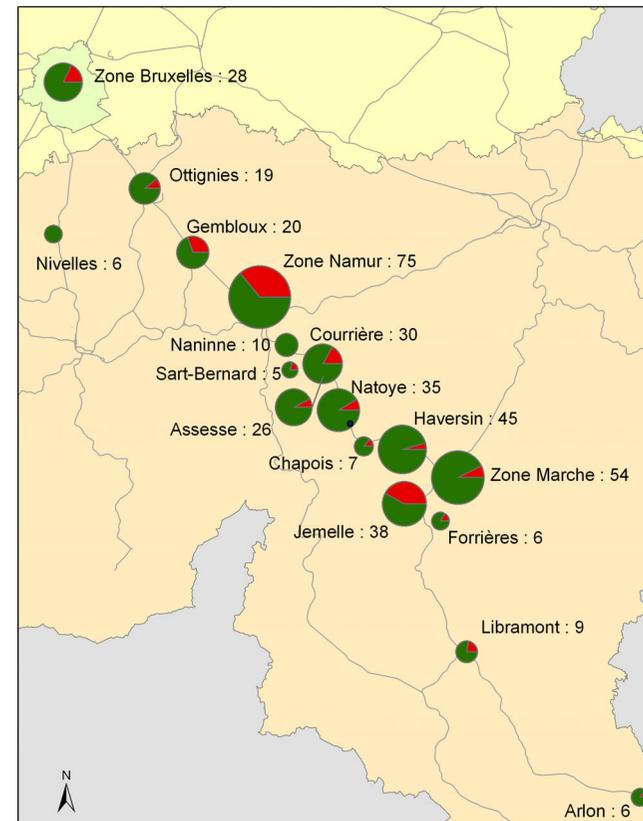 Zone Bruxelles : 28
Ottignies : 19
Gembloux : 20
Nivelles : 6
Zone Namur : 75
Courrière : 30
Naninne : 10
Sart-Bernard : 5
Natoye : 35
Haversin : 45
Assesse : 26
Chapois : 7
Zone Marche : 54
Jemelle : 38
Forrières : 6
Libramont : 9
N
Arlon : 6